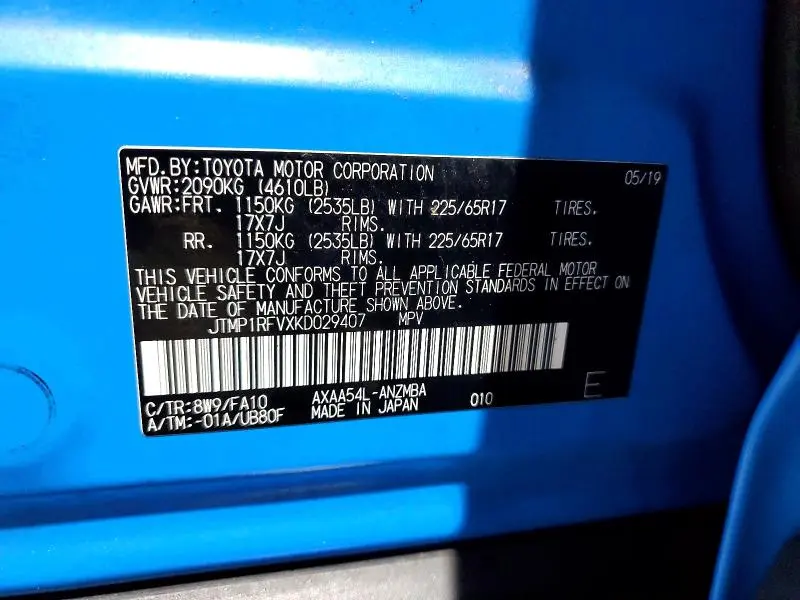 MFD.BY:TOYOTA MOTOR CORPORATION 05/19
GVWR:2090KG (4610LB)
GAWR:FRT. 1150KG (2535LB) WITH 225/65R17 TIRES.
17X7J RIMS.
RR. 1150KG (2535LB) WITH 225/65R17 TIRES.
17X7J RIMS.
THIS VEHICLE CONFORMS TO ALL APPLICABLE FEDERAL MOTOR
VEHICLE SAFETY AND THEFT PREVENTION STANDARDS IN EFFECT ON
THE DATE OF MANUFACTURE SHOWN ABOVE.
JTMP1RFVXKD029407 MPV
C/TR:8W9/FA10 AXAA54L-ANZMBA 010 E
A/TM:-01A/UB80F MADE IN JAPAN